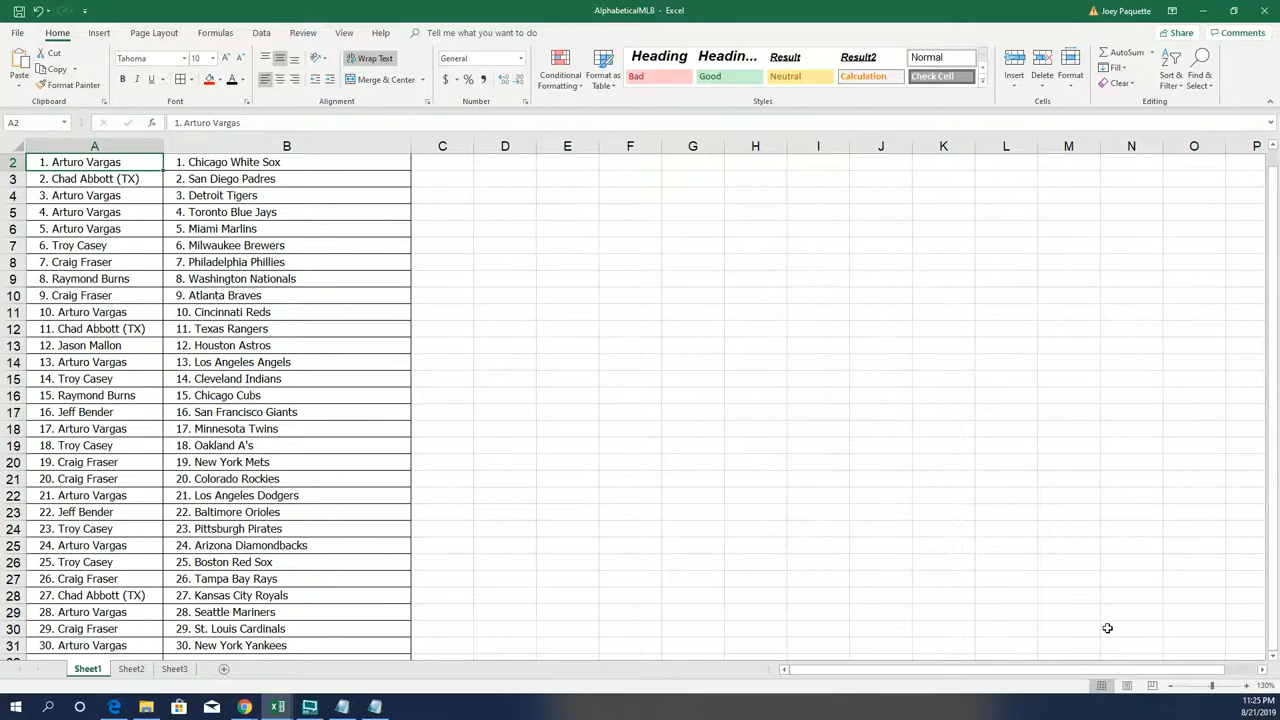 AlphabeticalMLB - Excel
Joey Paquette
File Home Insert Page Layout Formulas Data Review View Help Tell me what you want to do
Share Comments
Paste
Cut
Copy
Format Painter
Clipboard
Tahoma 10
B I U
Font
Wrap Text
Merge & Center
Alignment
General
$ % ,
Number
Conditional Formatting
Format as Table
Heading Headin... Result Result2 Normal
Bad Good Neutral Calculation Check Cell
Styles
Insert Delete Format
Cells
AutoSum
Fill
Clear
Sort & Filter
Find & Select
Editing
A2 fx 1. Arturo Vargas
A B C D E F G H I J K L M N O P
2 1. Arturo Vargas 1. Chicago White Sox
3 2. Chad Abbott (TX) 2. San Diego Padres
4 3. Arturo Vargas 3. Detroit Tigers
5 4. Arturo Vargas 4. Toronto Blue Jays
6 5. Arturo Vargas 5. Miami Marlins
7 6. Troy Casey 6. Milwaukee Brewers
8 7. Craig Fraser 7. Philadelphia Phillies
9 8. Raymond Burns 8. Washington Nationals
10 9. Craig Fraser 9. Atlanta Braves
11 10. Arturo Vargas 10. Cincinnati Reds
12 11. Chad Abbott (TX) 11. Texas Rangers
13 12. Jason Mallon 12. Houston Astros
14 13. Arturo Vargas 13. Los Angeles Angels
15 14. Troy Casey 14. Cleveland Indians
16 15. Raymond Burns 15. Chicago Cubs
17 16. Jeff Bender 16. San Francisco Giants
18 17. Arturo Vargas 17. Minnesota Twins
19 18. Troy Casey 18. Oakland A's
20 19. Craig Fraser 19. New York Mets
21 20. Craig Fraser 20. Colorado Rockies
22 21. Arturo Vargas 21. Los Angeles Dodgers
23 22. Jeff Bender 22. Baltimore Orioles
24 23. Troy Casey 23. Pittsburgh Pirates
25 24. Arturo Vargas 24. Arizona Diamondbacks
26 25. Troy Casey 25. Boston Red Sox
27 26. Craig Fraser 26. Tampa Bay Rays
28 27. Chad Abbott (TX) 27. Kansas City Royals
29 28. Arturo Vargas 28. Seattle Mariners
30 29. Craig Fraser 29. St. Louis Cardinals
31 30. Arturo Vargas 30. New York Yankees
Sheet1 Sheet2 Sheet3
130%
11:25 PM
8/21/2019